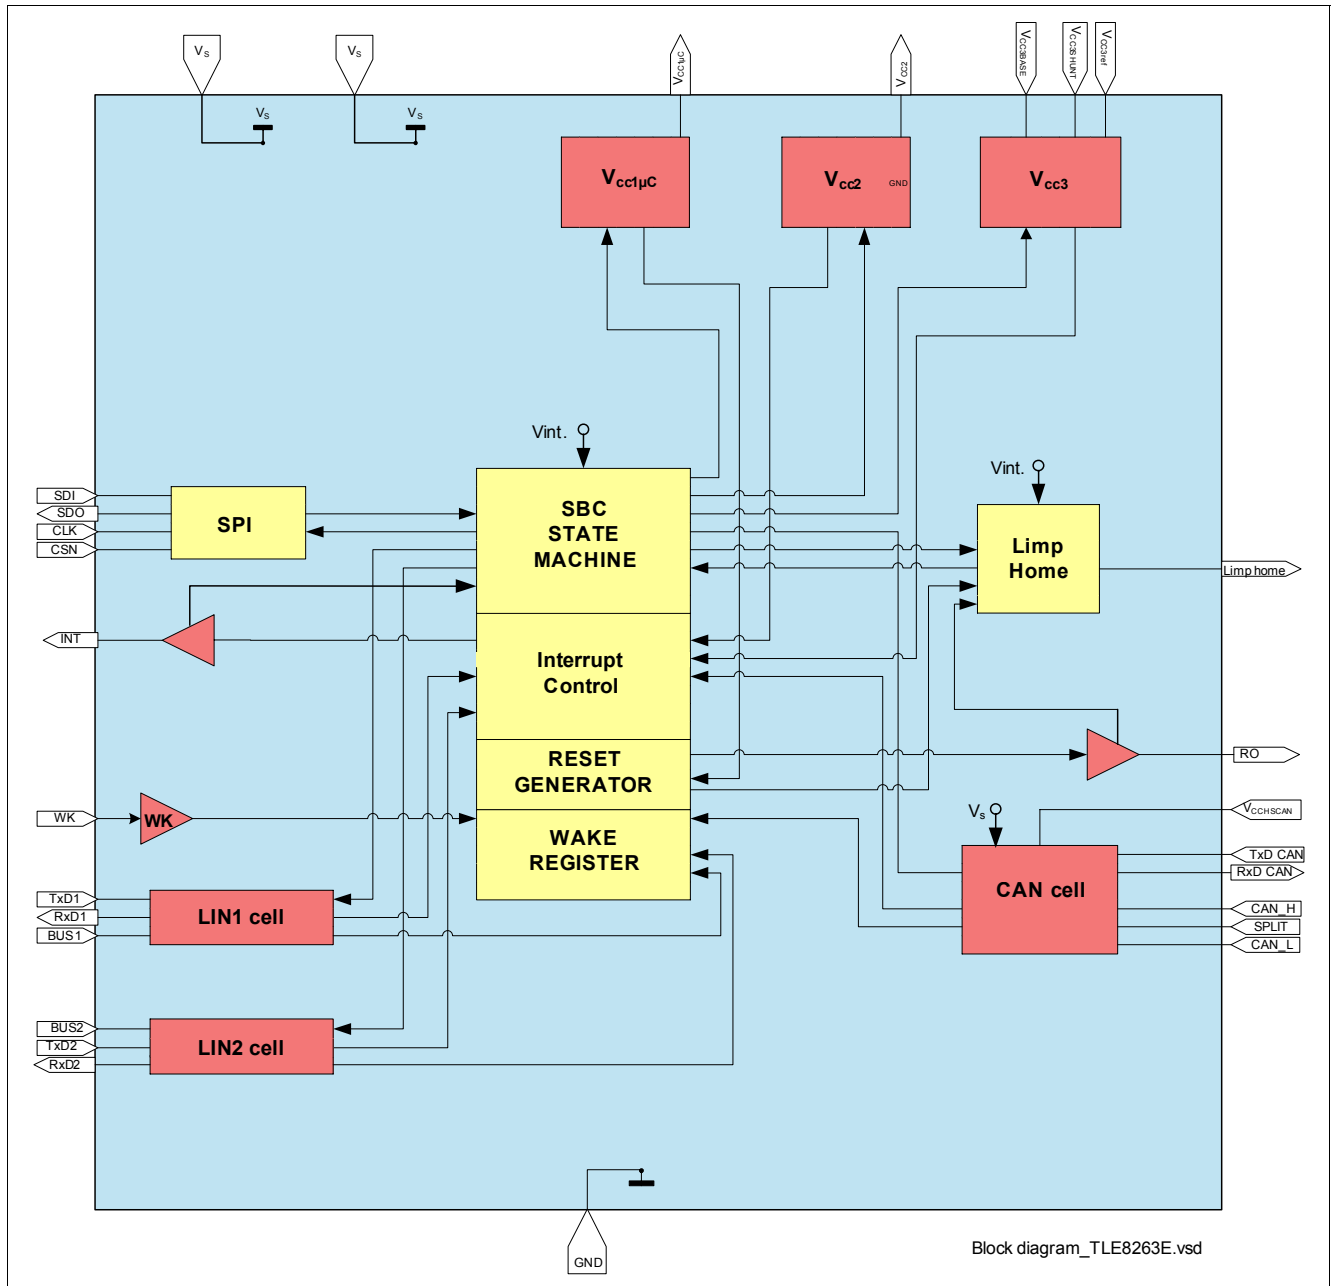 Vs
Vs
VCC1µC
VCC2
VCC3BASE
VCC3SHUNT
VCC3ref
Vs
Vs
Vcc1µC
Vcc2
GND
Vcc3
Vint.
Vint.
SDI
SDO
CLK
CSN
SPI
SBC
STATE
MACHINE
Limp
Home
Limp home
INT
Interrupt
Control
RESET
GENERATOR
RO
WK
WK
WAKE
REGISTER
Vs
VCCHSCAN
TxD CAN
RxD CAN
CAN cell
CAN_H
SPLIT
CAN_L
TxD1
RxD1
BUS1
LIN1 cell
BUS2
TxD2
RxD2
LIN2 cell
GND
Block diagram_TLE8263E.vsd